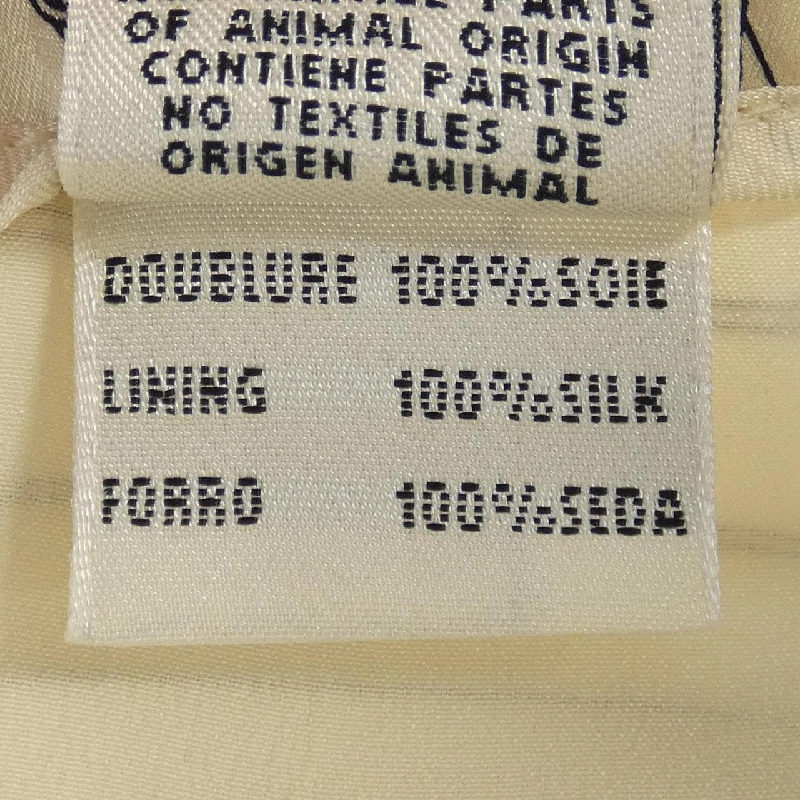 PARTS
OF ANIMAL ORIGIN
CONTIENE PARTES
NO TEXTILES DE
ORIGEN ANIMAL
DOUBLURE 100%SOIE
LINING 100%SILK
FORRO 100%SEDA